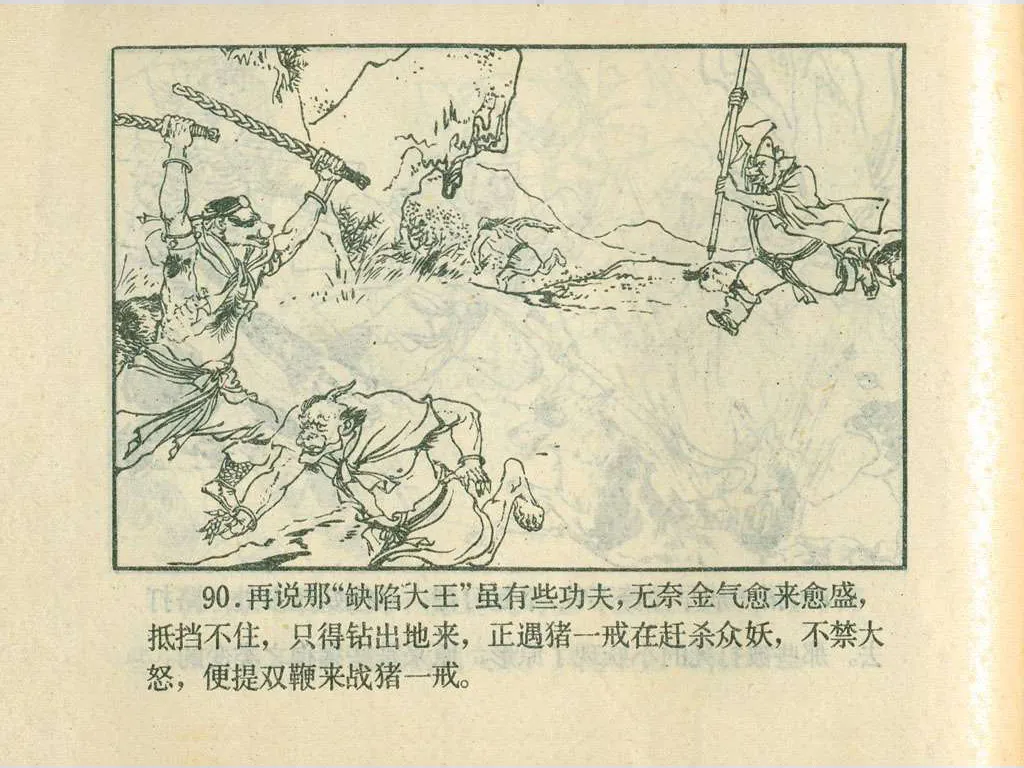 90.再说那“缺陷大王”虽有些功夫,无奈金气愈来愈盛,
抵挡不住，只得钻出地来，正遇猪一戒在赶杀众妖，不禁大
怒，便提双鞭来战猪一戒。